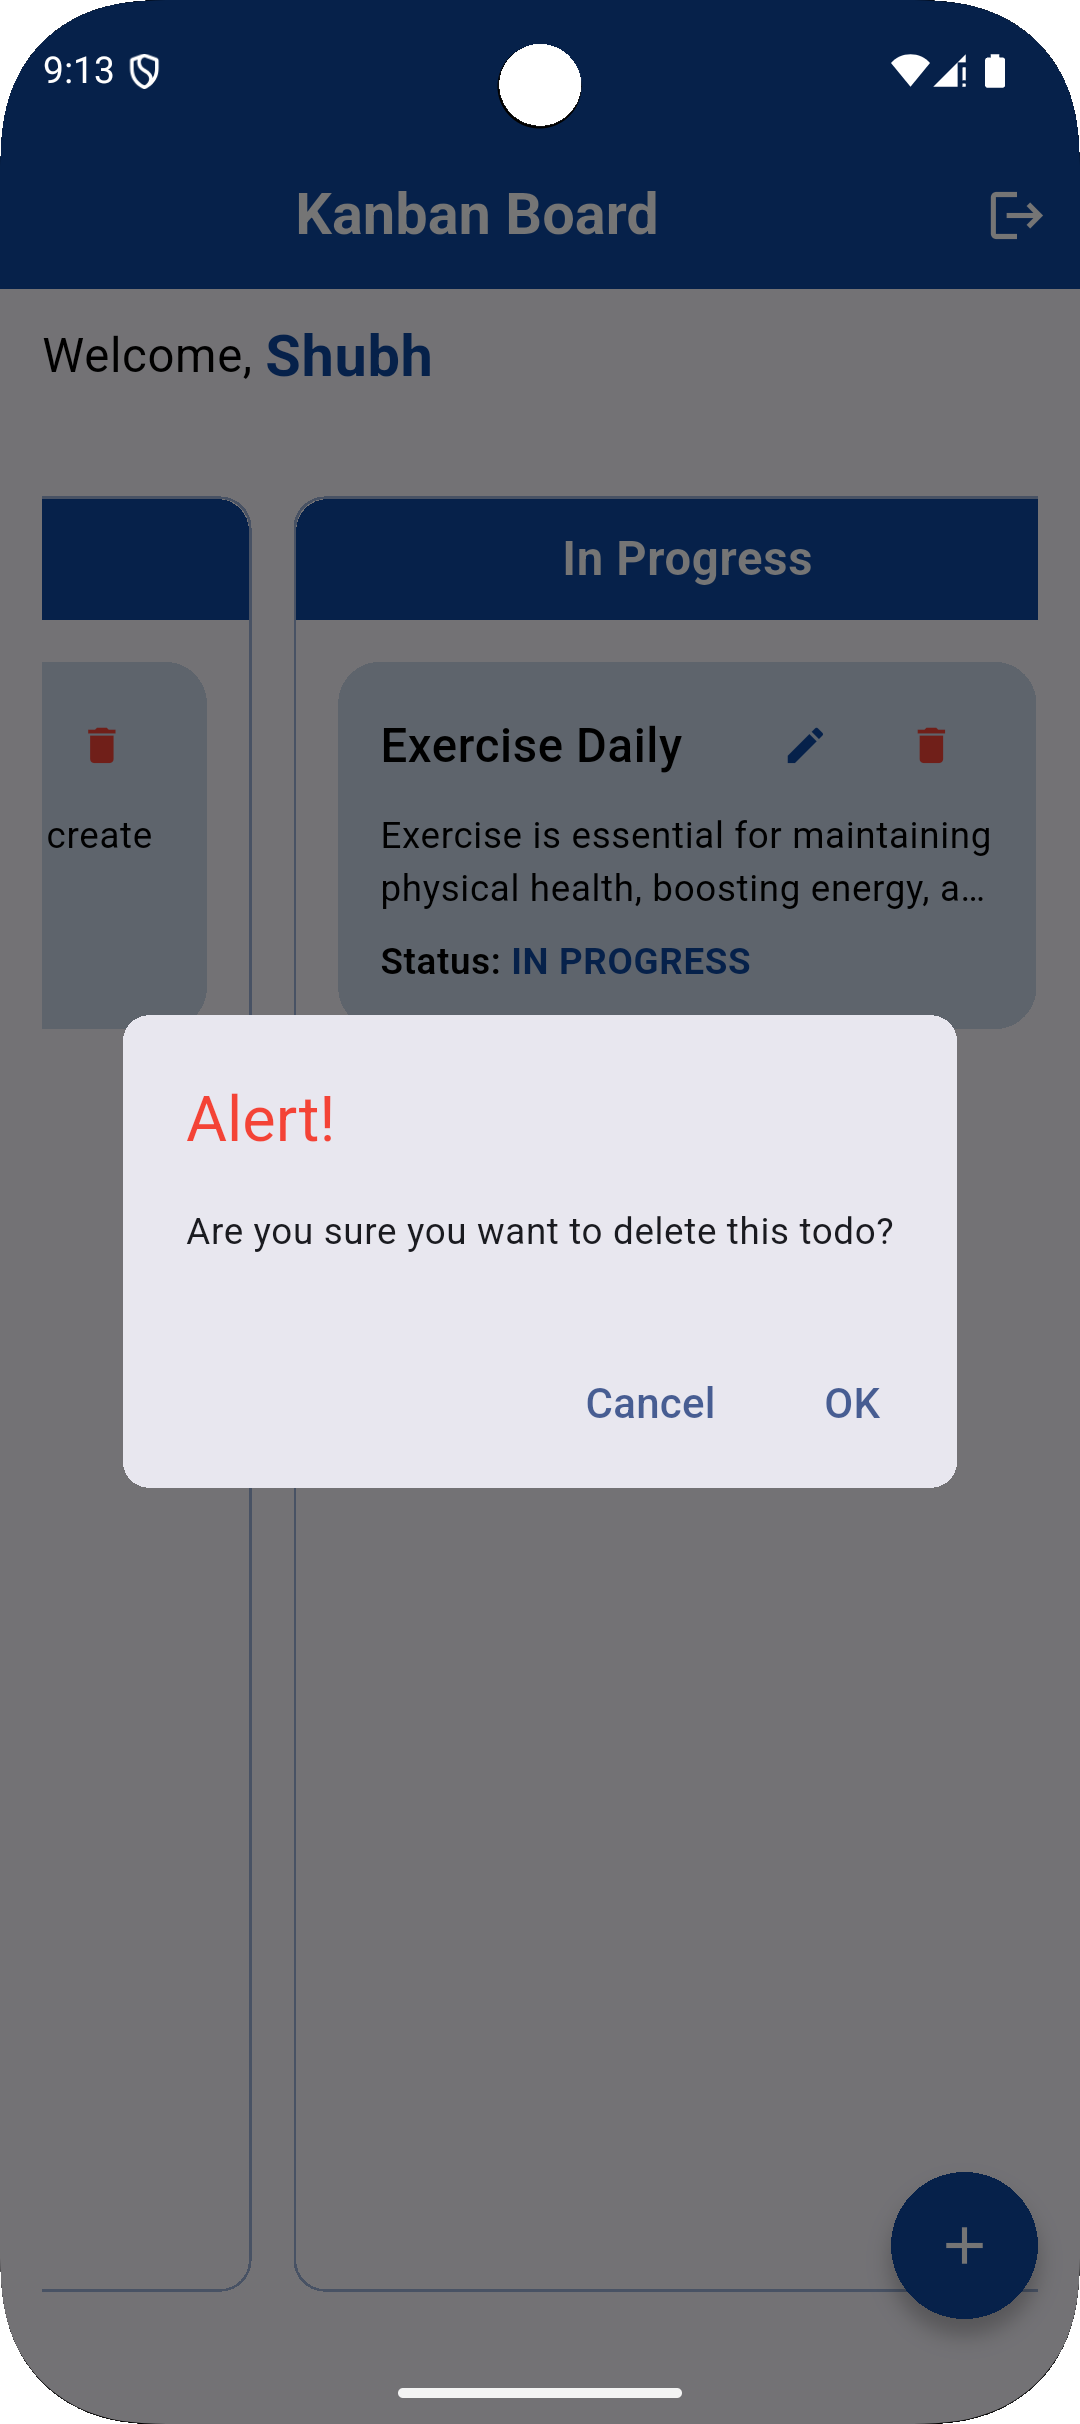 9:13
Kanban Board
Welcome, Shubh
In Progress
create
Exercise Daily
Exercise is essential for maintaining
physical health, boosting energy, a...
Status: IN PROGRESS
Alert!
Are you sure you want to delete this todo?
Cancel OK